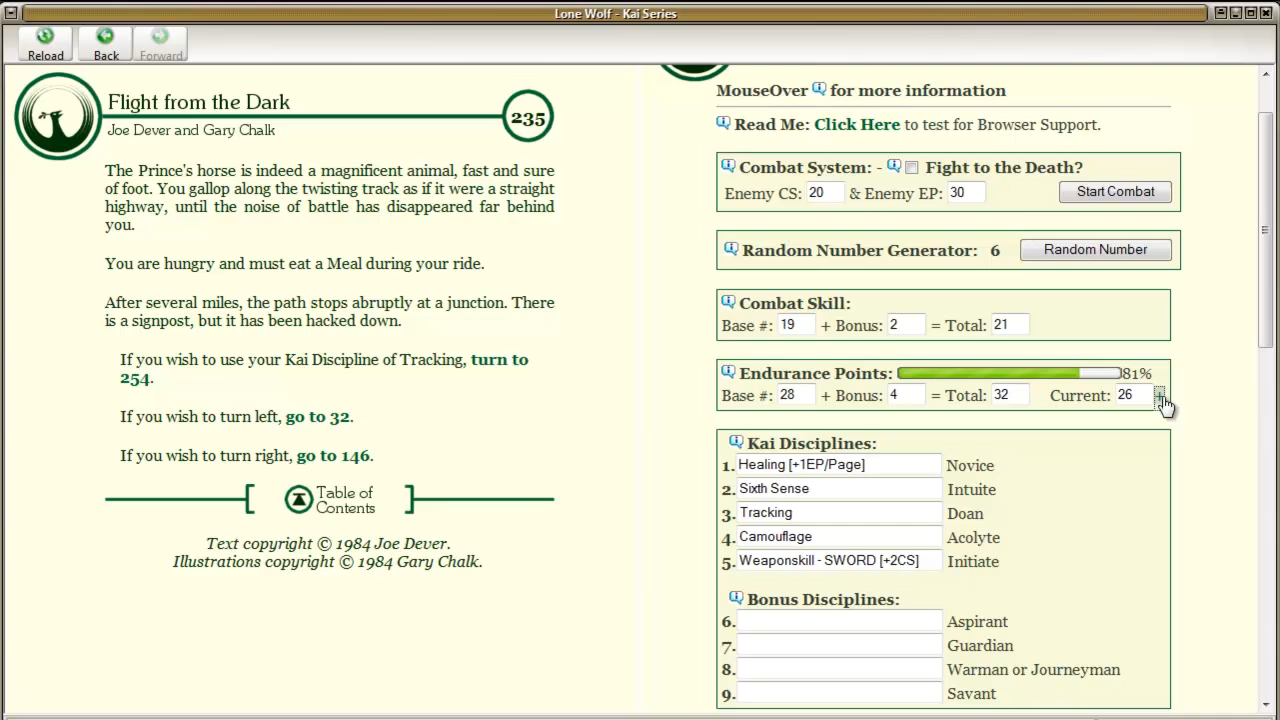 Lone Wolf - Kai Series
Reload Back Forward
Flight from the Dark
Joe Dever and Gary Chalk
235
The Prince's horse is indeed a magnificent animal, fast and sure
of foot. You gallop along the twisting track as if it were a straight
highway, until the noise of battle has disappeared far behind
you.
You are hungry and must eat a Meal during your ride.
After several miles, the path stops abruptly at a junction. There
is a signpost, but it has been hacked down.
If you wish to use your Kai Discipline of Tracking, turn to
254.
If you wish to turn left, go to 32.
If you wish to turn right, go to 146.
Table of
Contents
Text copyright © 1984 Joe Dever.
Illustrations copyright © 1984 Gary Chalk.
MouseOver for more information
Read Me: Click Here to test for Browser Support.
Combat System: - Fight to the Death?
Enemy CS: 20 & Enemy EP: 30 Start Combat
Random Number Generator: 6 Random Number
Combat Skill:
Base #: 19 + Bonus: 2 = Total: 21
Endurance Points: 81%
Base #: 28 + Bonus: 4 = Total: 32 Current: 26 +
Kai Disciplines:
1. Healing [+1EP/Page] Novice
2. Sixth Sense Intuite
3. Tracking Doan
4. Camouflage Acolyte
5. Weaponskill - SWORD [+2CS] Initiate
Bonus Disciplines:
6. Aspirant
7. Guardian
8. Warman or Journeyman
9. Savant